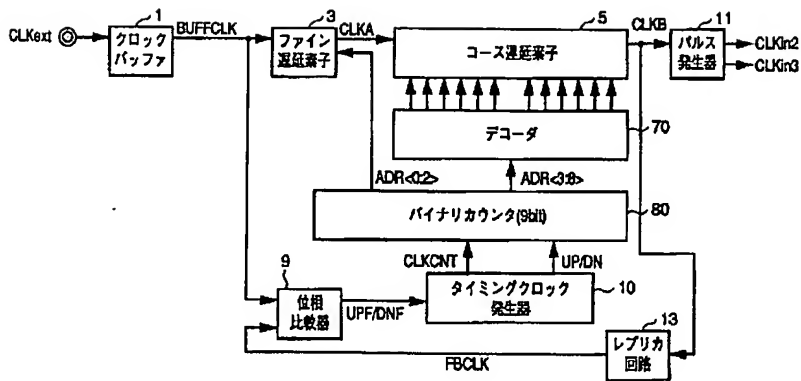 1
3
5
11
CLKext
BUFFCLK
CLKA
CLKB
クロック
バッファ
ファイン
遅延素子
コース遅延素子
パルス
発生器
CLKin2
CLKin3
デコーダ
70
ADR<0:2>
ADR<3:8>
バイナリカウンタ(9bit)
80
CLKCNT
UP/DN
9
位相
比較器
UPF/DNF
タイミングクロック
発生器
10
13
レプリカ
回路
FBCLK